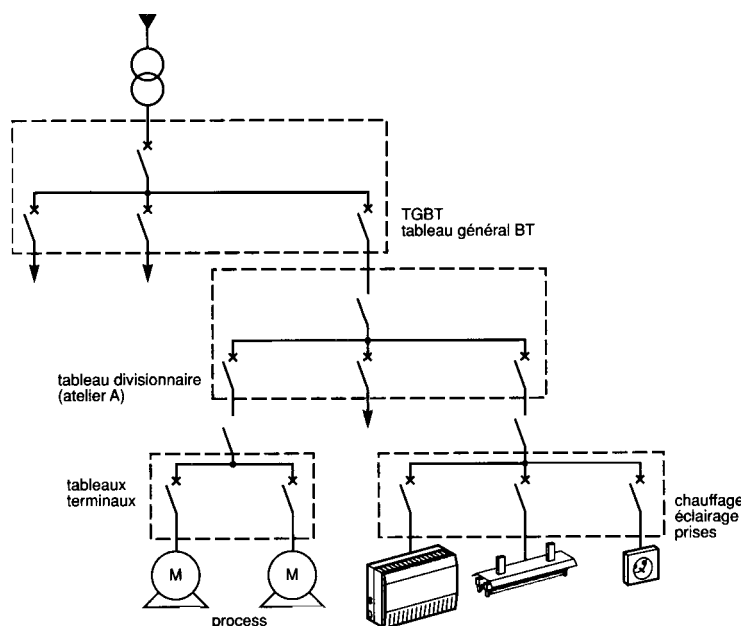 TGBT
tableau général BT
tableau divisionnaire
(atelier A)
tableaux
terminaux
chauffage
éclairage
prises
M
M
process